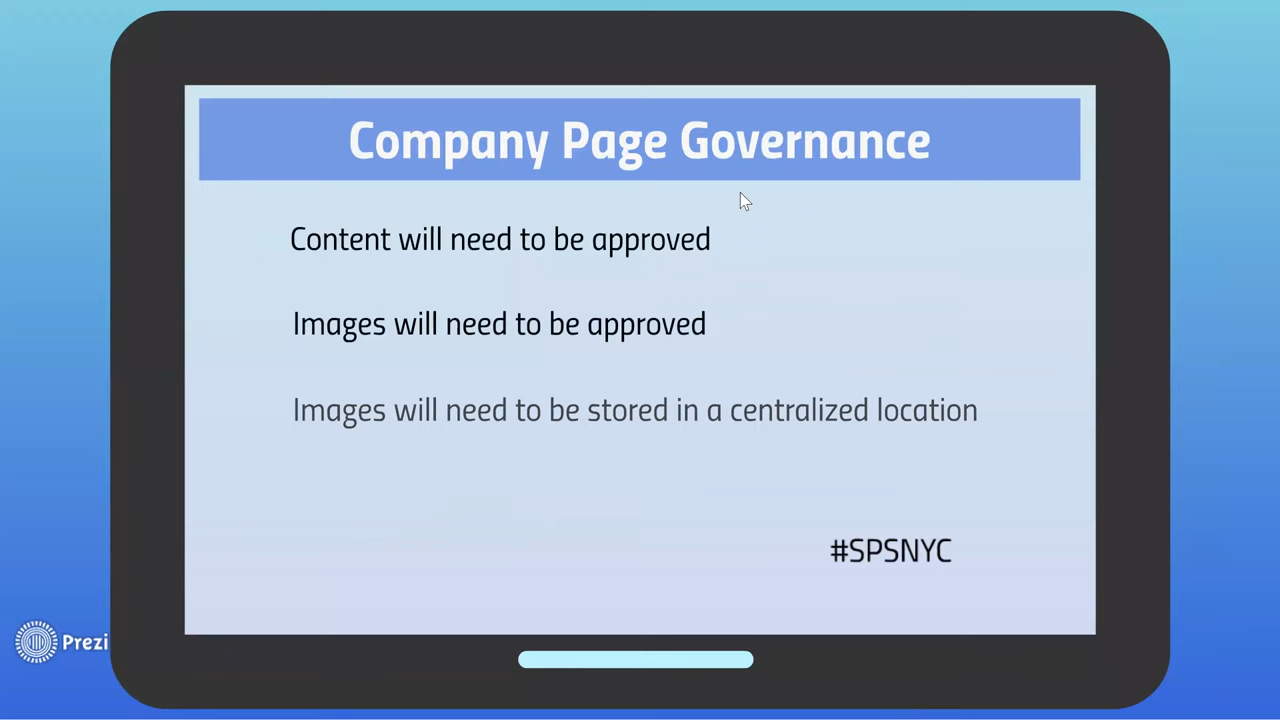 Company Page Governance
Content will need to be approved
Images will need to be approved
Images will need to be stored in a centralized location
#SPSNYC
Prezi